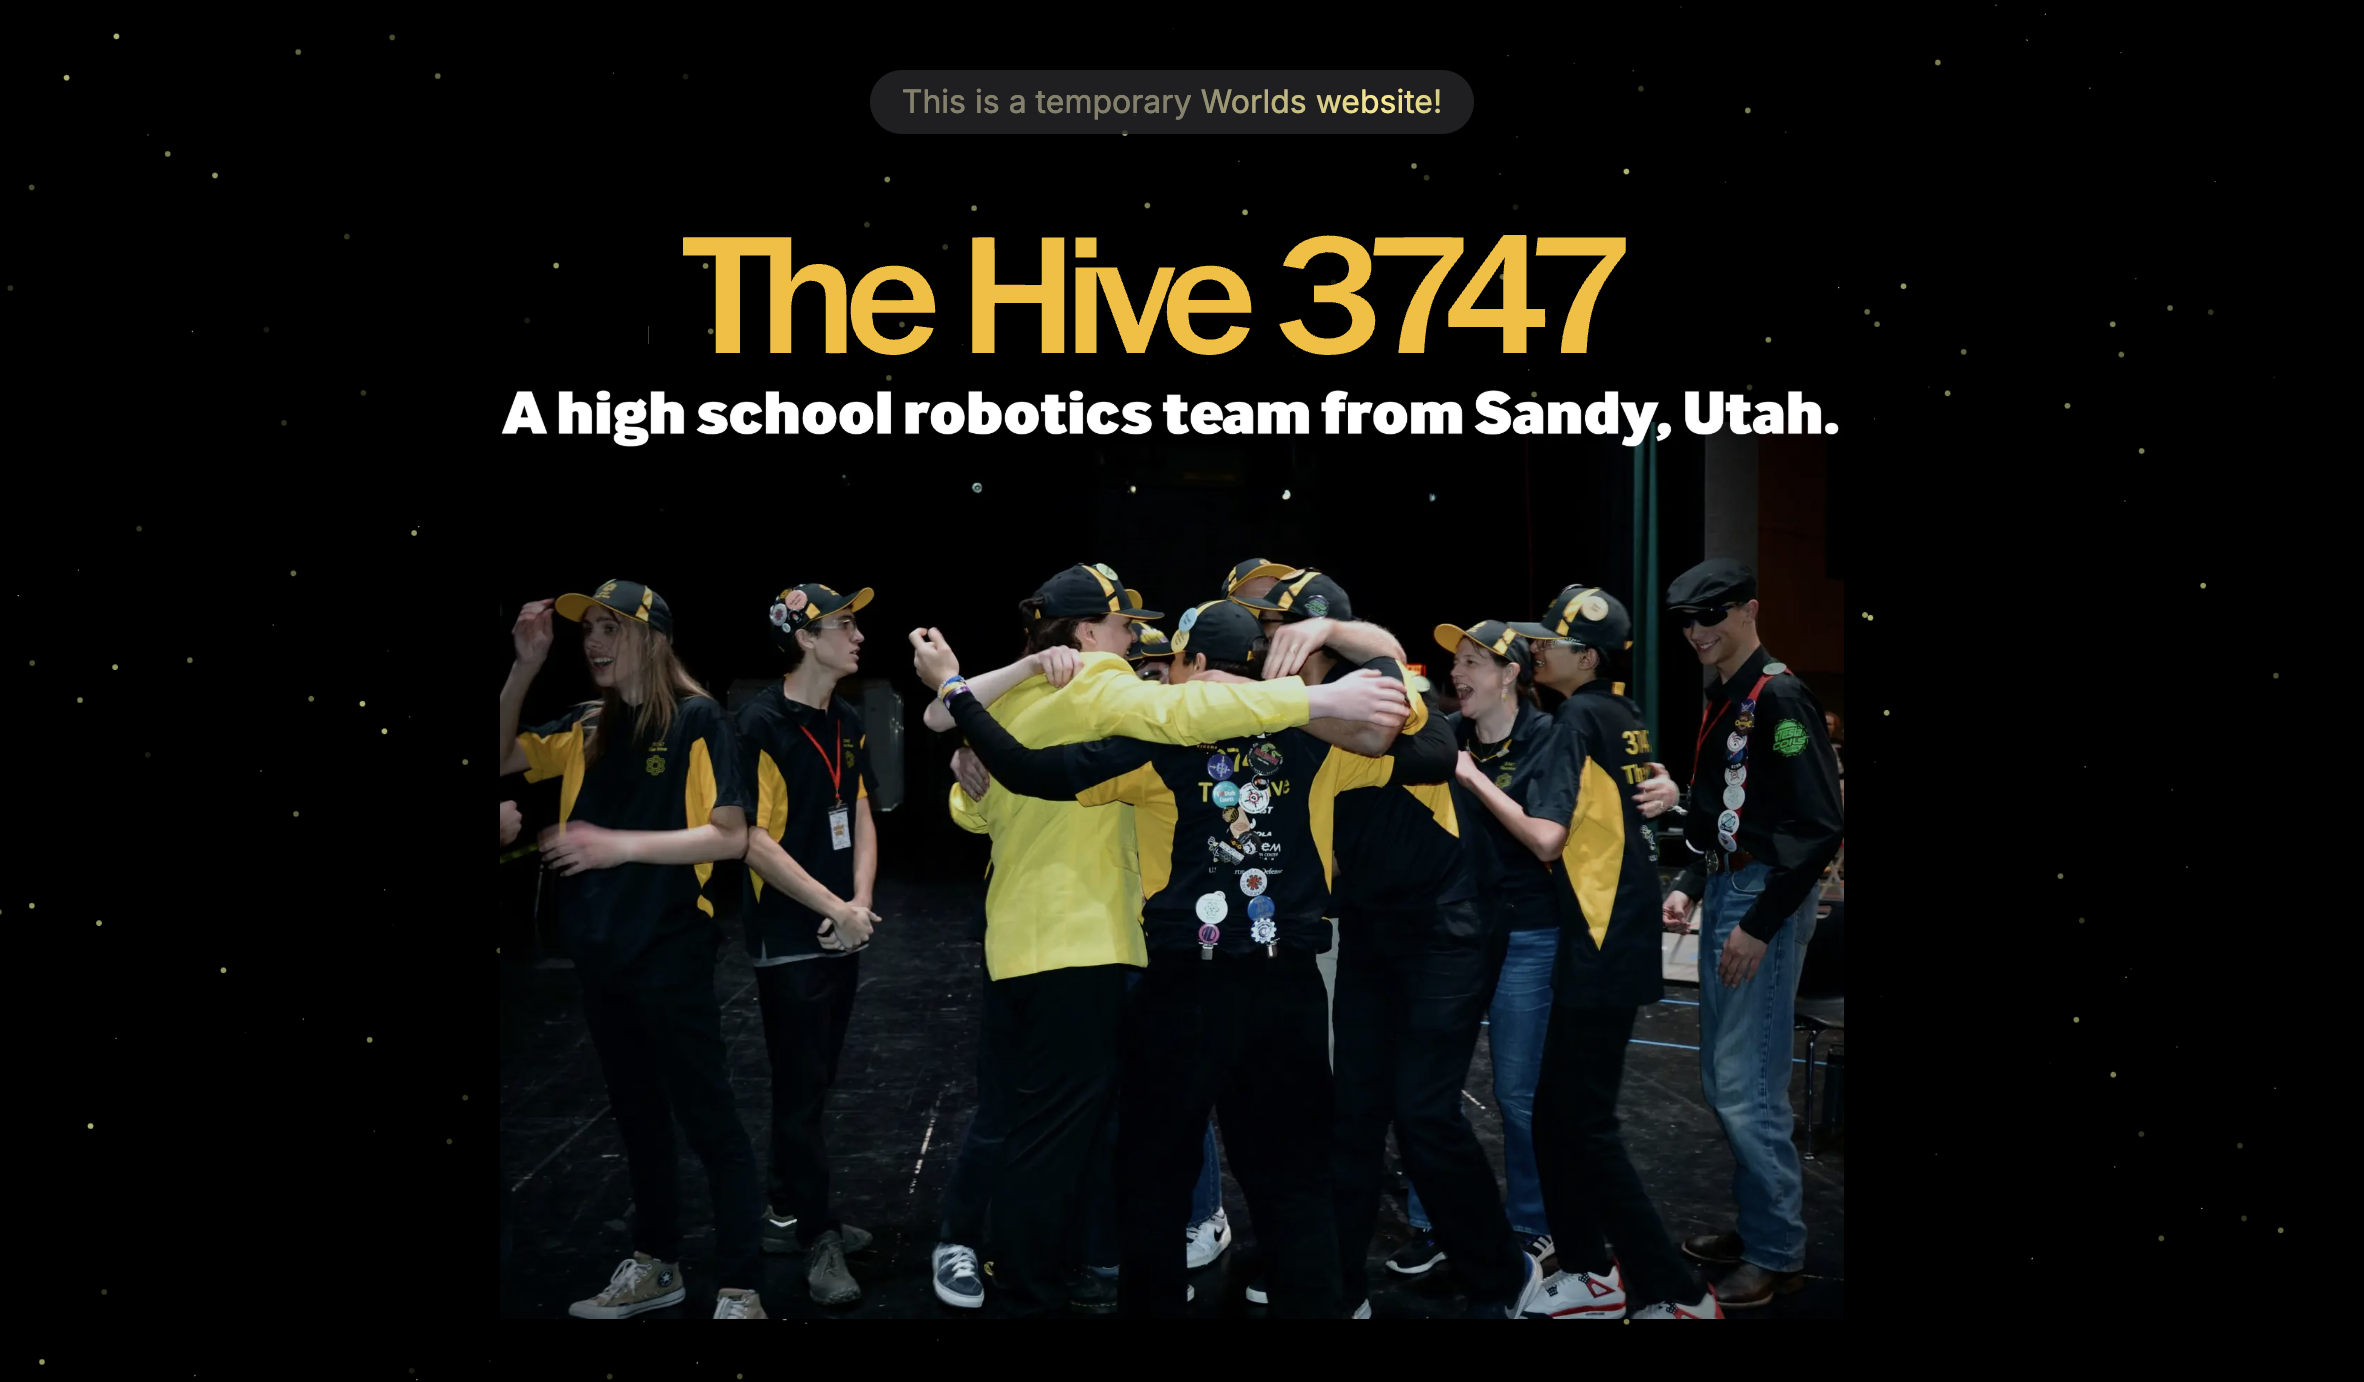 This is a temporary Worlds website!
The Hive 3747
A high school robotics team from Sandy, Utah.